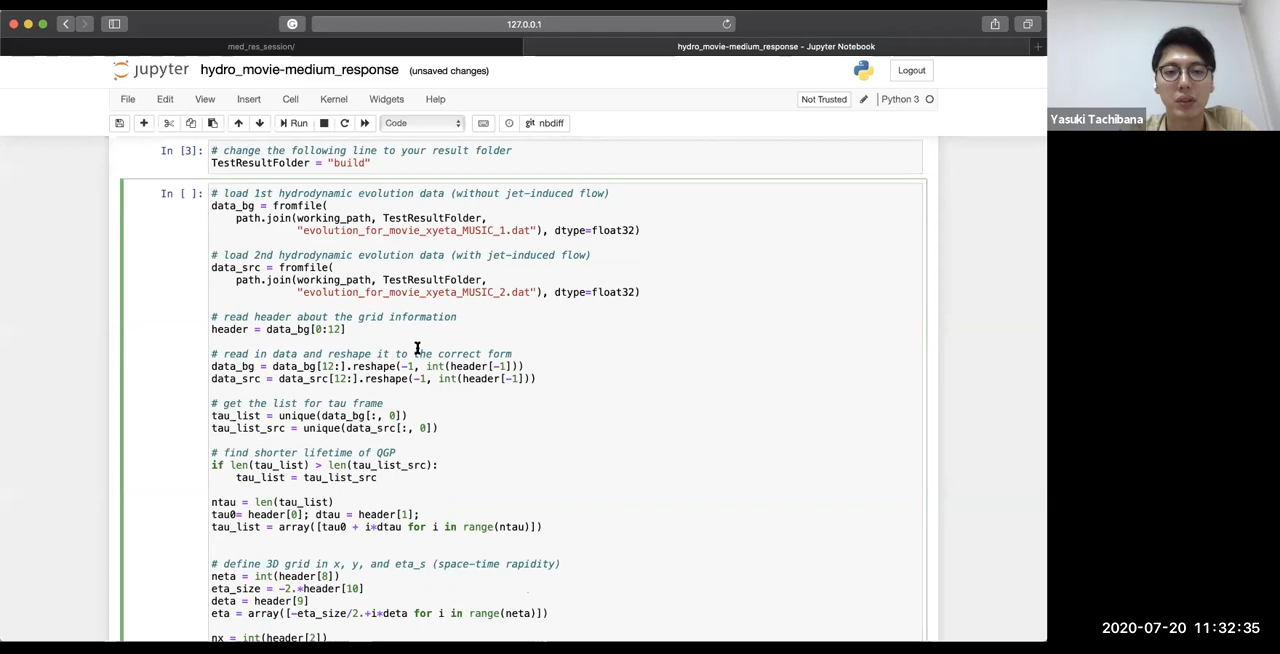 127.0.0.1
med_res_session/
hydro_movie-medium_response - Jupyter Notebook
jupyter hydro_movie-medium_response (unsaved changes)
Logout
File Edit View Insert Cell Kernel Widgets Help
Not Trusted Python 3
Run Code git nbdiff
In [3]: # change the following line to your result folder
TestResultFolder = "build"
In [ ]: # load 1st hydrodynamic evolution data (without jet-induced flow)
data_bg = fromfile(
path.join(working_path, TestResultFolder,
"evolution_for_movie_xyeta_MUSIC_1.dat"), dtype=float32)
# load 2nd hydrodynamic evolution data (with jet-induced flow)
data_src = fromfile(
path.join(working_path, TestResultFolder,
"evolution_for_movie_xyeta_MUSIC_2.dat"), dtype=float32)
# read header about the grid information
header = data_bg[0:12]
# read in data and reshape it to the correct form
data_bg = data_bg[12:].reshape(-1, int(header[-1]))
data_src = data_src[12:].reshape(-1, int(header[-1]))
# get the list for tau frame
tau_list = unique(data_bg[:, 0])
tau_list_src = unique(data_src[:, 0])
# find shorter lifetime of QGP
if len(tau_list) > len(tau_list_src):
tau_list = tau_list_src
ntau = len(tau_list)
tau0= header[0]; dtau = header[1];
tau_list = array([tau0 + i*dtau for i in range(ntau)])
# define 3D grid in x, y, and eta_s (space-time rapidity)
neta = int(header[8])
eta_size = -2.*header[10]
deta = header[9]
eta = array([-eta_size/2.+i*deta for i in range(neta)])
nx = int(header[2])
Yasuki Tachibana
2020-07-20 11:32:35